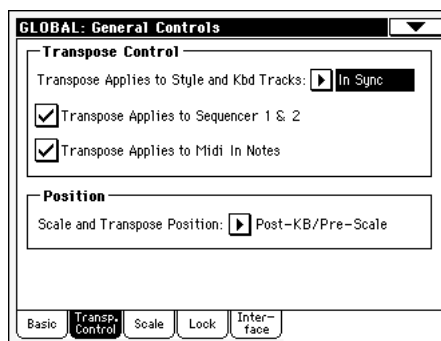 GLOBAL: General Controls
Transpose Control
Transpose Applies to Style and Kbd Tracks: In Sync
Transpose Applies to Sequencer 1 & 2
Transpose Applies to Midi In Notes
Position
Scale and Transpose Position: Post-KB/Pre-Scale
Basic
Transp.
Control
Scale
Lock
Inter-
face